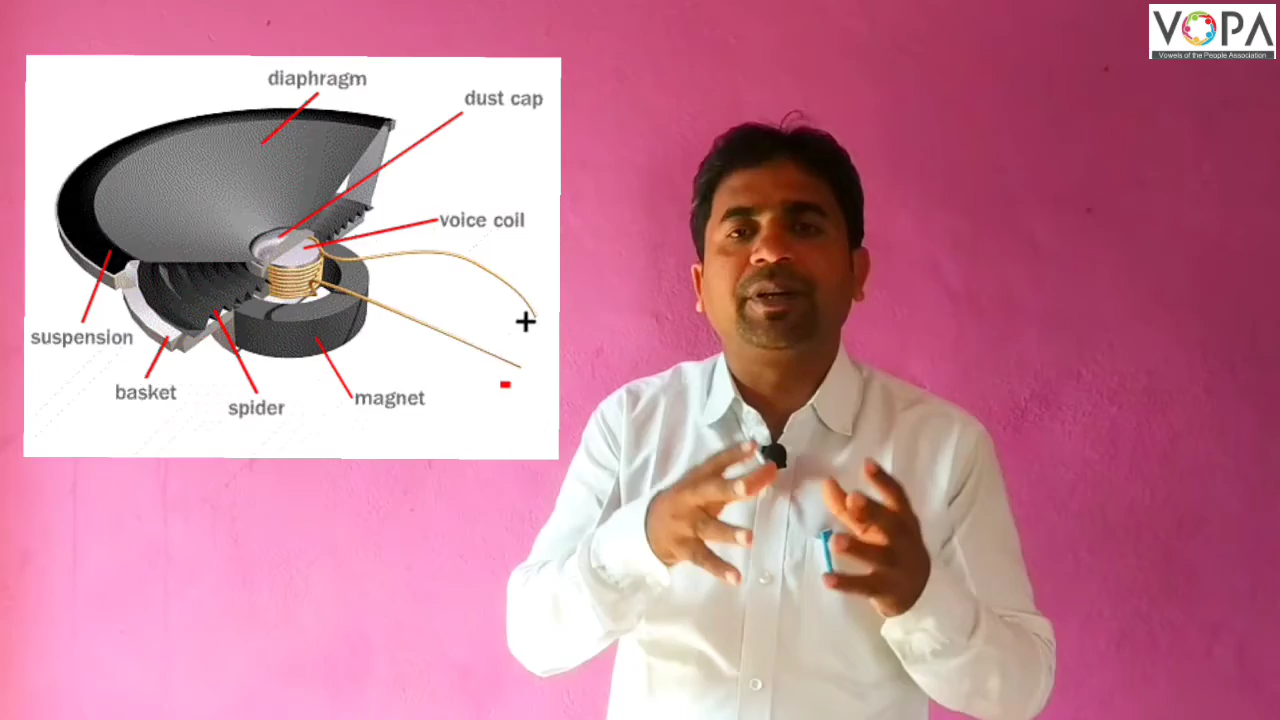 VOPA
Vowels of the People Association
diaphragm
dust cap
voice coil
suspension
+
basket
spider
magnet
-